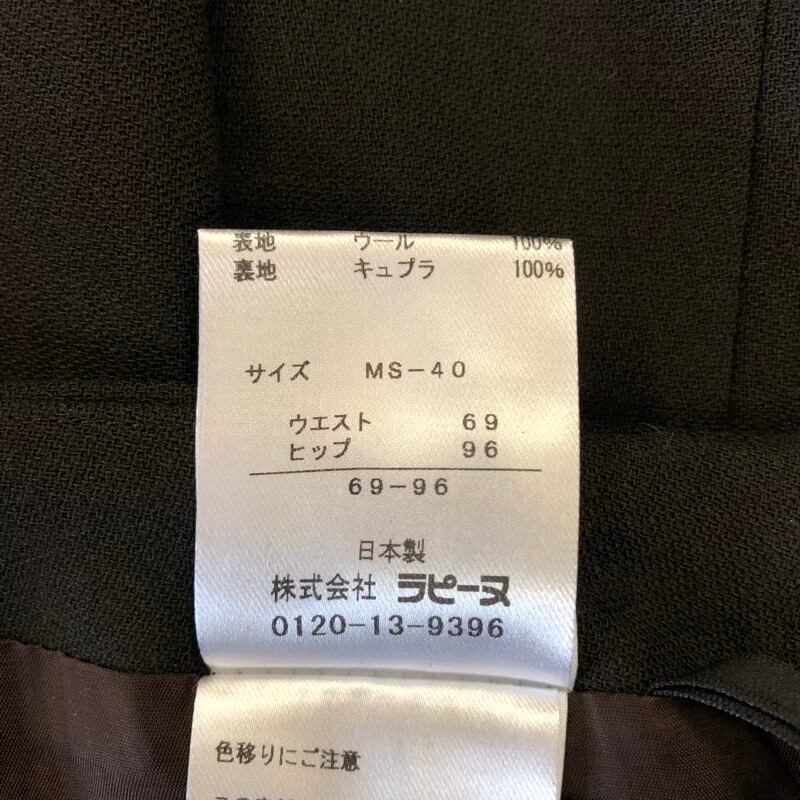 表地 ウール 100%
裏地 キュプラ 100%
サイズ MS-40
ウエスト 69
ヒップ 96
69-96
日本製
株式会社 ラピーヌ
0120-13-9396
色移りにご注意